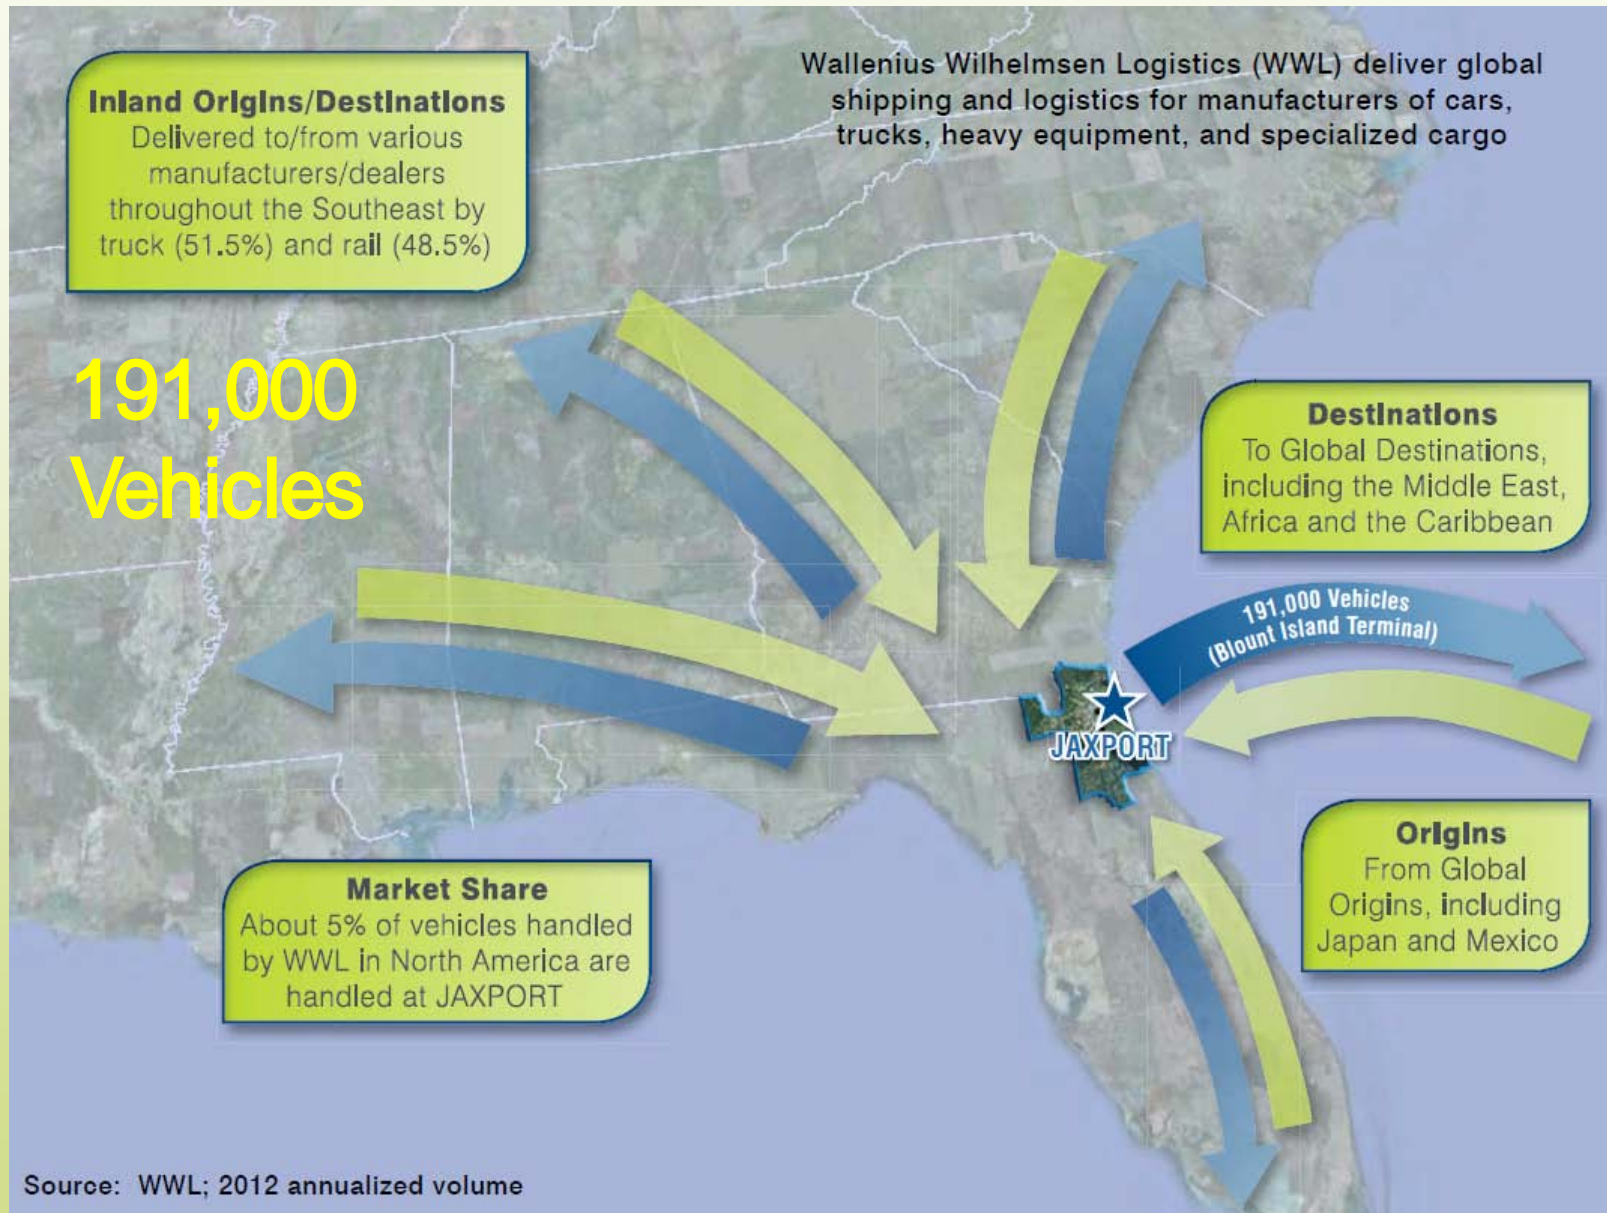 Wallenius Wilhelmsen Logistics (WWL) deliver global
shipping and logistics for manufacturers of cars,
trucks, heavy equipment, and specialized cargo
Inland Origins/Destinations
Delivered to/from various
manufacturers/dealers
throughout the Southeast by
truck (51.5%) and rail (48.5%)
191,000
Vehicles
Destinations
To Global Destinations,
including the Middle East,
Africa and the Caribbean
191,000 Vehicles
(Blount Island Terminal)
JAXPORT
Origins
From Global
Origins, including
Japan and Mexico
Market Share
About 5% of vehicles handled
by WWL in North America are
handled at JAXPORT
Source: WWL; 2012 annualized volume